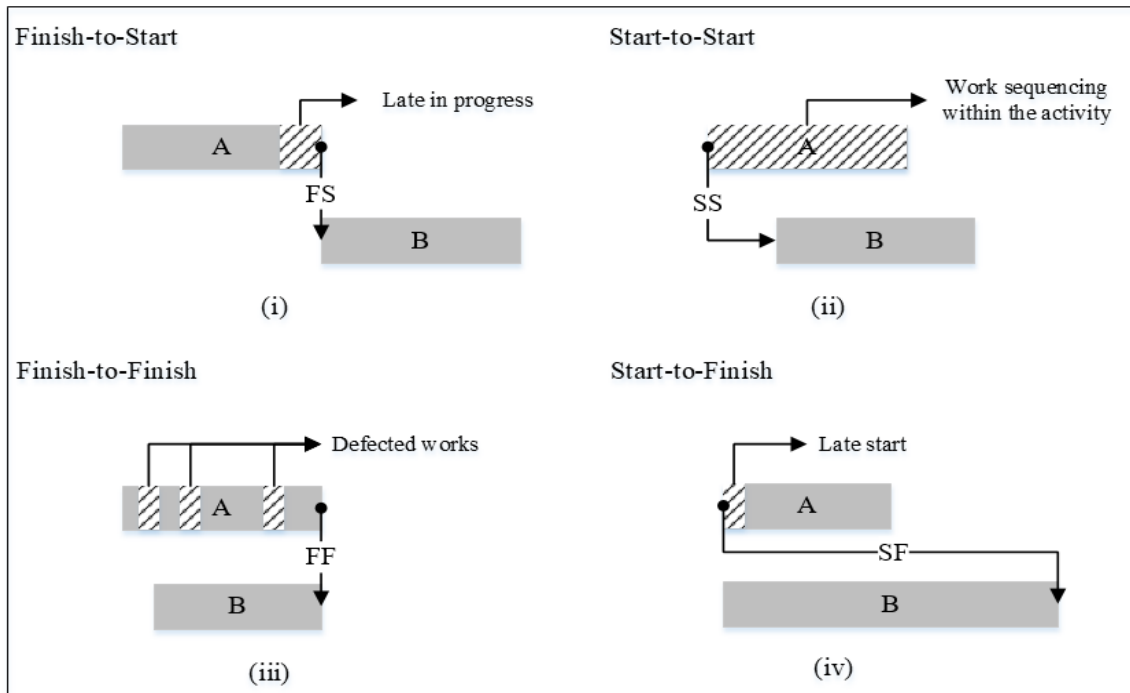 Finish-to-Start
Late in progress
A
FS
B
(i)
Start-to-Start
Work sequencing
within the activity
A
SS
B
(ii)
Finish-to-Finish
Defected works
A
FF
B
(iii)
Start-to-Finish
Late start
A
SF
B
(iv)